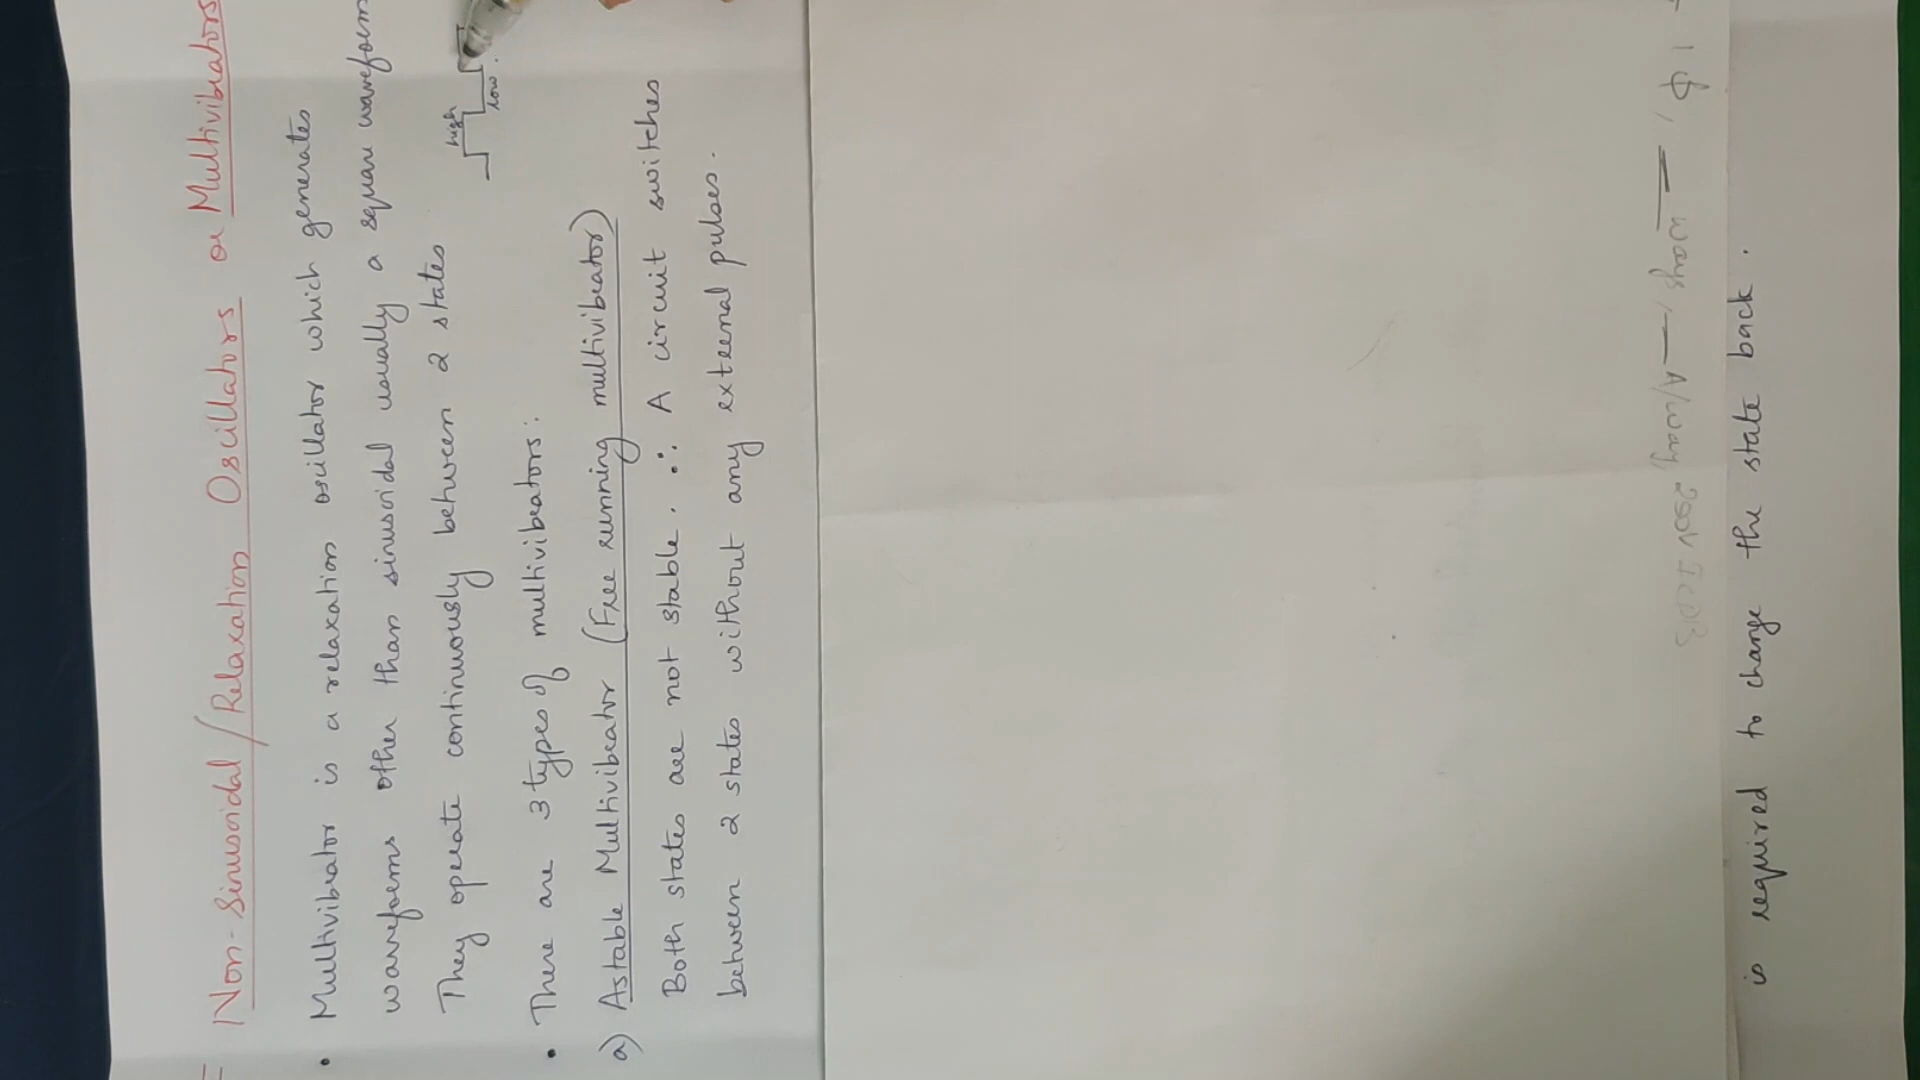 Non-Sinusoidal/Relaxation Oscillators or Multivibrators
• Multivibrator is a relaxation oscillator which generates
waveforms other than sinusoidal usually a square waveform
They operate continuously between 2 states
high
low.
• There are 3 types of multivibrators:
a) Astable Multivibrator (Free running multivibrator)
Both states are not stable. ∴ A circuit switches
between 2 states without any external pulses.
is required to change the state back.